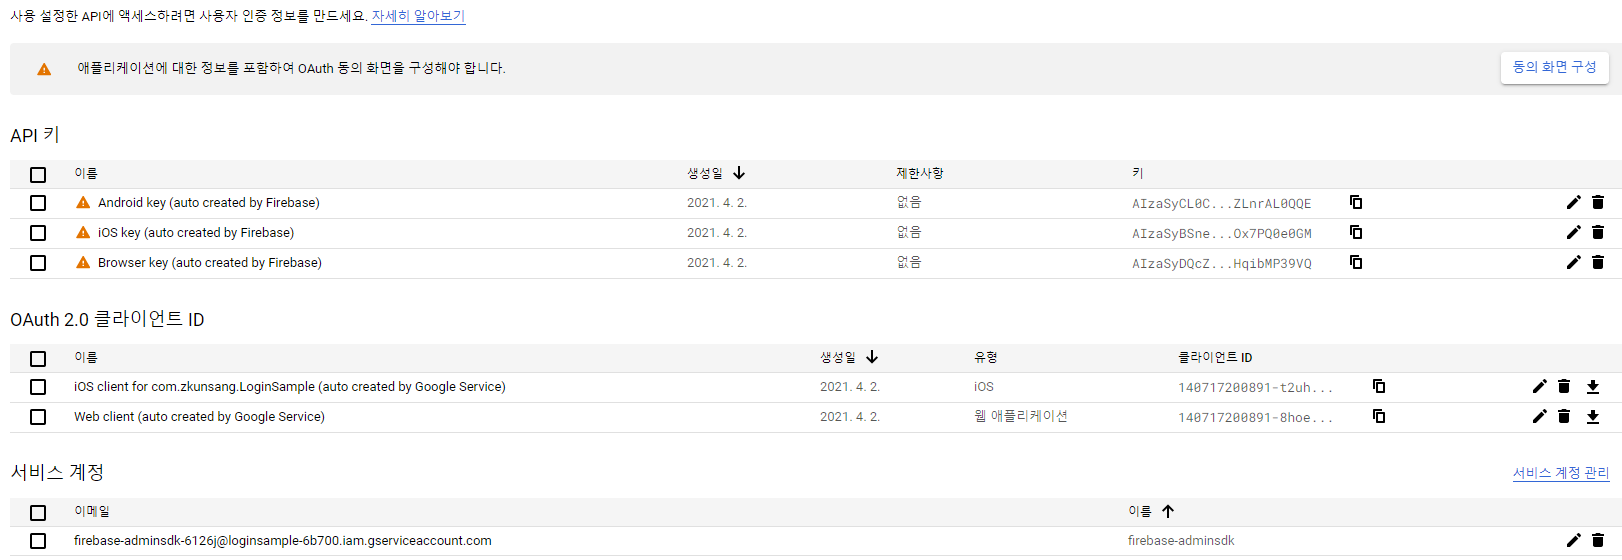 사용 설정한 API에 액세스하려면 사용자 인증 정보를 만드세요. 자세히 알아보기
애플리케이션에 대한 정보를 포함하여 OAuth 동의 화면을 구성해야 합니다. 동의 화면 구성
API 키
이름 생성일 제한사항 키
Android key (auto created by Firebase) 2021. 4. 2. 없음 AIzaSyCL0C...ZLnrAL0QQE
iOS key (auto created by Firebase) 2021. 4. 2. 없음 AIzaSyBSne...Ox7PQ0e0GM
Browser key (auto created by Firebase) 2021. 4. 2. 없음 AIzaSyDQcZ...HqibMP39VQ
OAuth 2.0 클라이언트 ID
이름 생성일 유형 클라이언트 ID
iOS client for com.zkunsang.LoginSample (auto created by Google Service) 2021. 4. 2. iOS 140717200891-t2uh...
Web client (auto created by Google Service) 2021. 4. 2. 웹 애플리케이션 140717200891-8hoe...
서비스 계정 서비스 계정 관리
이메일 이름
firebase-adminsdk-6126j@loginsample-6b700.iam.gserviceaccount.com firebase-adminsdk